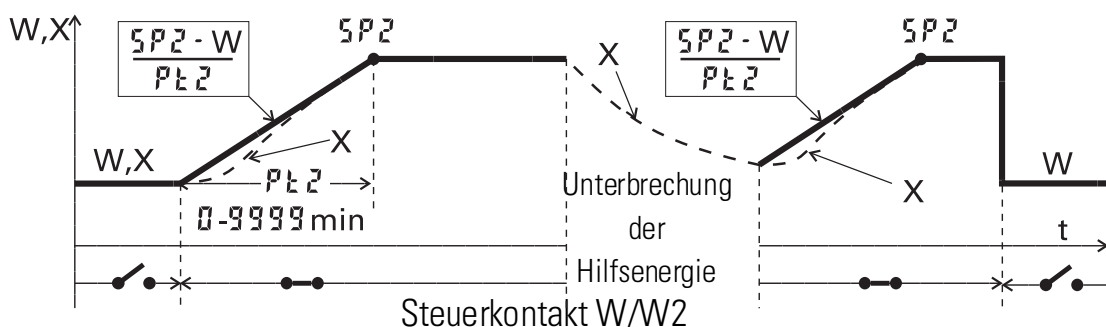 W,X
SP2 - W
Pt2
SP2
X
SP2 - W
Pt2
SP2
W,X
X
X
W
Pt2
0-9999 min
Unterbrechung
der
Hilfsenergie
t
Steuerkontakt W/W2